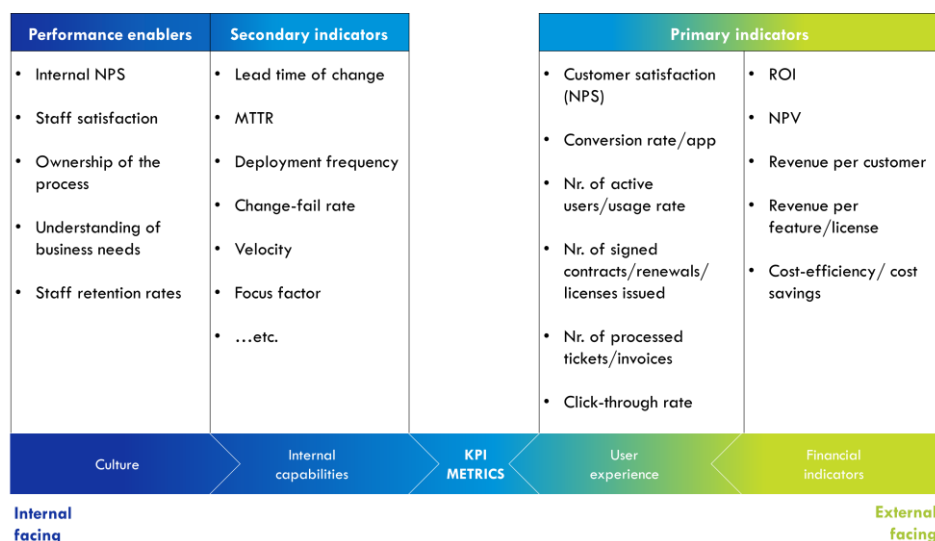 Performance enablers
Secondary indicators
Primary indicators
• Internal NPS
• Staff satisfaction
• Ownership of the
process
• Understanding of
business needs
• Staff retention rates
• Lead time of change
• MTTR
• Deployment frequency
• Change-fail rate
• Velocity
• Focus factor
• ...etc.
• Customer satisfaction
(NPS)
• Conversion rate/app
• Nr. of active
users/usage rate
• Nr. of signed
contracts/renewals/
licenses issued
• Nr. of processed
tickets/invoices
• Click-through rate
• ROI
• NPV
• Revenue per customer
• Revenue per
feature/license
• Cost-efficiency/ cost
savings
Culture
Internal
capabilities
KPI
METRICS
User
experience
Financial
indicators
Internal
facing
External
facing